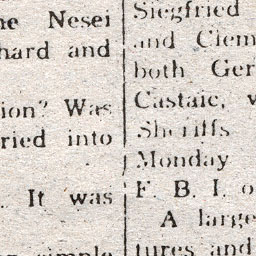 he Nesei
hard and
ion? Was
ried into
. It was
simple
Siegfried
and Clem
both Ger
Castaic, v
Sheriffs
Monday
F. B. I. o
A large
tures and